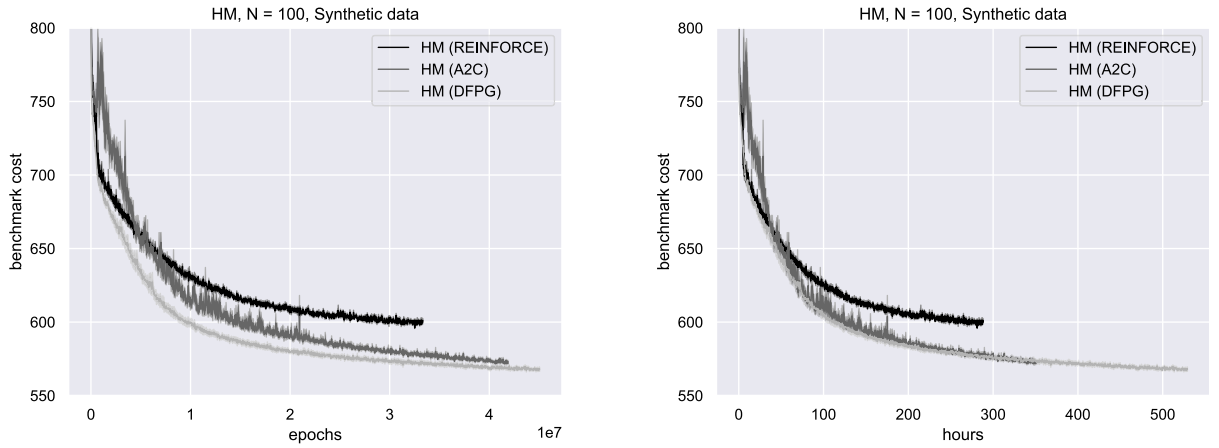 HM, N = 100, Synthetic data
800
750
700
650
600
550
benchmark cost
HM (REINFORCE)
HM (A2C)
HM (DFPG)
0
1
2
3
4
1e7
epochs
HM, N = 100, Synthetic data
800
750
700
650
600
550
benchmark cost
HM (REINFORCE)
HM (A2C)
HM (DFPG)
0
100
200
300
400
500
hours